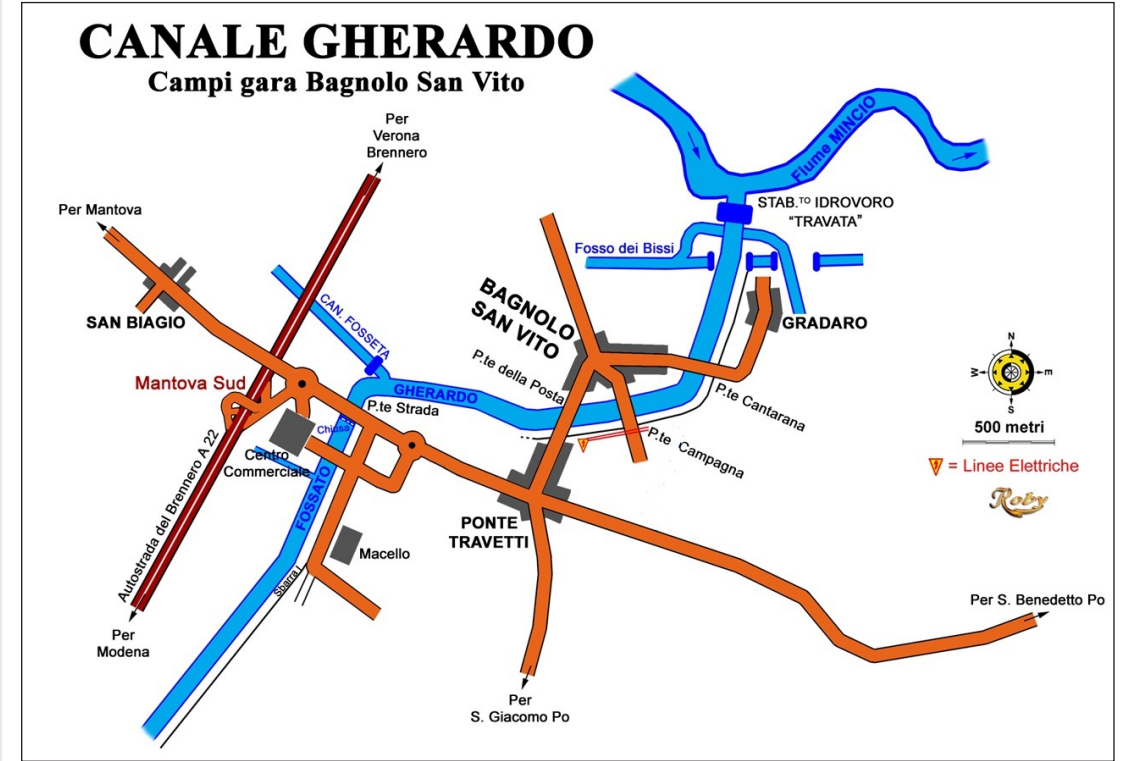 CANALE GHERARDO
Campi gara Bagnolo San Vito
Per
Verona
Brennero
Per Mantova
Fiume MINCIO
STAB.TO IDROVORO
"TRAVATA"
Fosso dei Bissi
SAN BIAGIO
CAN. FOSSETA
BAGNOLO
SAN VITO
GRADARO
Mantova Sud
P.te della Posta
GHERARDO
P.te Strada
P.te Cantarana
N
W
E
S
500 metri
Chiusa
Centro
Commerciale
P.te Campagna
= Linee Elettriche
Roby
Autostrada del Brennero A 22
FOSSATO
PONTE
TRAVETTI
Macello
Sbarra
Per
Modena
Per S. Benedetto Po
Per
S. Giacomo Po